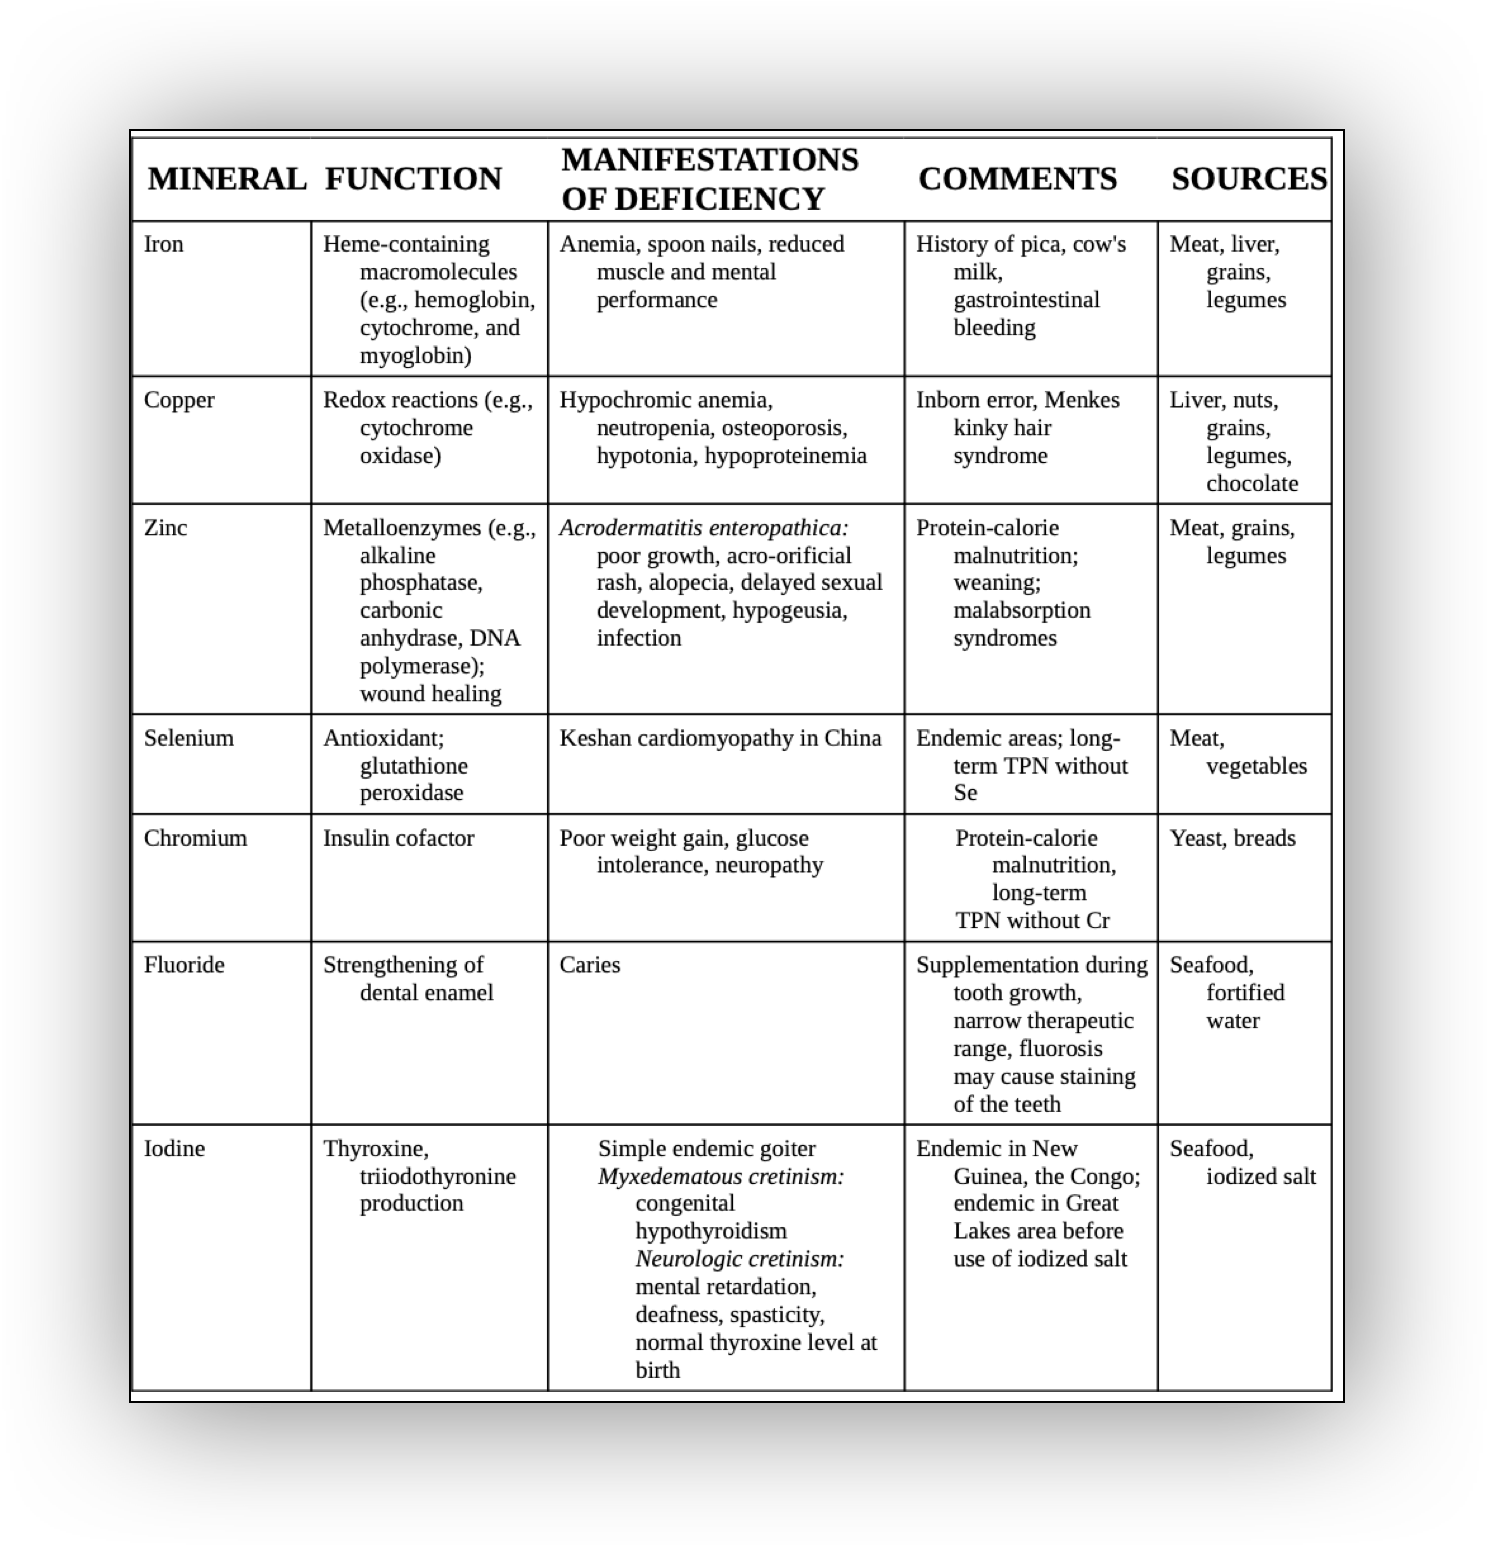 MINERAL FUNCTION MANIFESTATIONS OF DEFICIENCY COMMENTS SOURCES
Iron
Heme-containing
macromolecules
(e.g., hemoglobin,
cytochrome, and
myoglobin)
Anemia, spoon nails, reduced
muscle and mental
performance
History of pica, cow's
milk,
gastrointestinal
bleeding
Meat, liver,
grains,
legumes
Copper
Redox reactions (e.g.,
cytochrome
oxidase)
Hypochromic anemia,
neutropenia, osteoporosis,
hypotonia, hypoproteinemia
Inborn error, Menkes
kinky hair
syndrome
Liver, nuts,
grains,
legumes,
chocolate
Zinc
Metalloenzymes (e.g.,
alkaline
phosphatase,
carbonic
anhydrase, DNA
polymerase);
wound healing
Acrodermatitis enteropathica:
poor growth, acro-orificial
rash, alopecia, delayed sexual
development, hypogeusia,
infection
Protein-calorie
malnutrition;
weaning;
malabsorption
syndromes
Meat, grains,
legumes
Selenium
Antioxidant;
glutathione
peroxidase
Keshan cardiomyopathy in China
Endemic areas; long-
term TPN without
Se
Meat,
vegetables
Chromium
Insulin cofactor
Poor weight gain, glucose
intolerance, neuropathy
Protein-calorie
malnutrition,
long-term
TPN without Cr
Yeast, breads
Fluoride
Strengthening of
dental enamel
Caries
Supplementation during
tooth growth,
narrow therapeutic
range, fluorosis
may cause staining
of the teeth
Seafood,
fortified
water
Iodine
Thyroxine,
triiodothyronine
production
Simple endemic goiter
Myxedematous cretinism:
congenital
hypothyroidism
Neurologic cretinism:
mental retardation,
deafness, spasticity,
normal thyroxine level at
birth
Endemic in New
Guinea, the Congo;
endemic in Great
Lakes area before
use of iodized salt
Seafood,
iodized salt